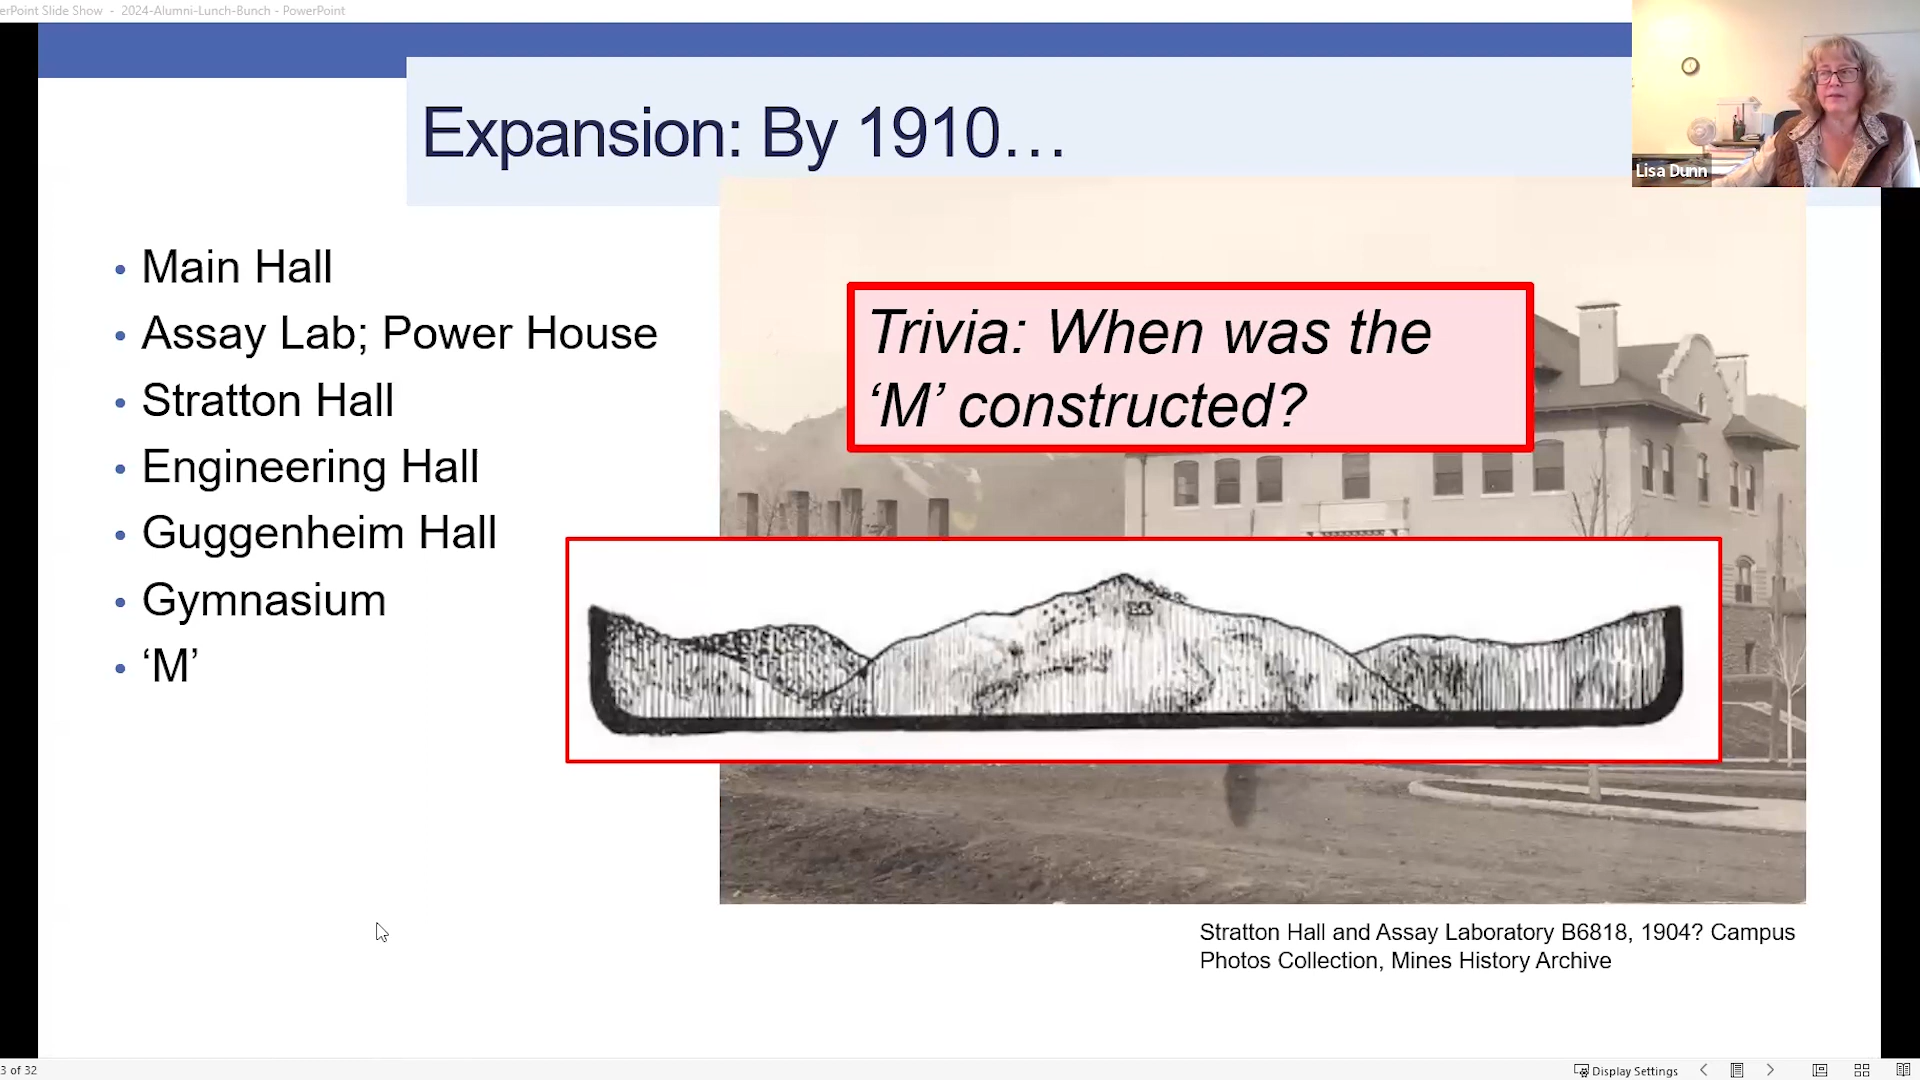 erPoint Slide Show - 2024-Alumni-Lunch-Bunch - PowerPoint
Lisa Dunn
Expansion: By 1910…
• Main Hall
• Assay Lab; Power House
• Stratton Hall
• Engineering Hall
• Guggenheim Hall
• Gymnasium
• ‘M’
Trivia: When was the
‘M’ constructed?
M
Stratton Hall and Assay Laboratory B6818, 1904? Campus
Photos Collection, Mines History Archive
3 of 32
Display Settings